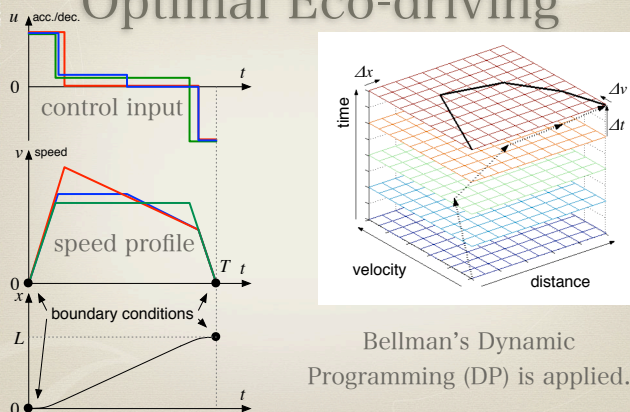 Optimal Eco-driving
u acc./dec.
0
t
control input
v speed
speed profile
0
T
t
x
boundary conditions
L
0
t
Δx
Δv
time
Δt
velocity
distance
Bellman's Dynamic
Programming (DP) is applied.